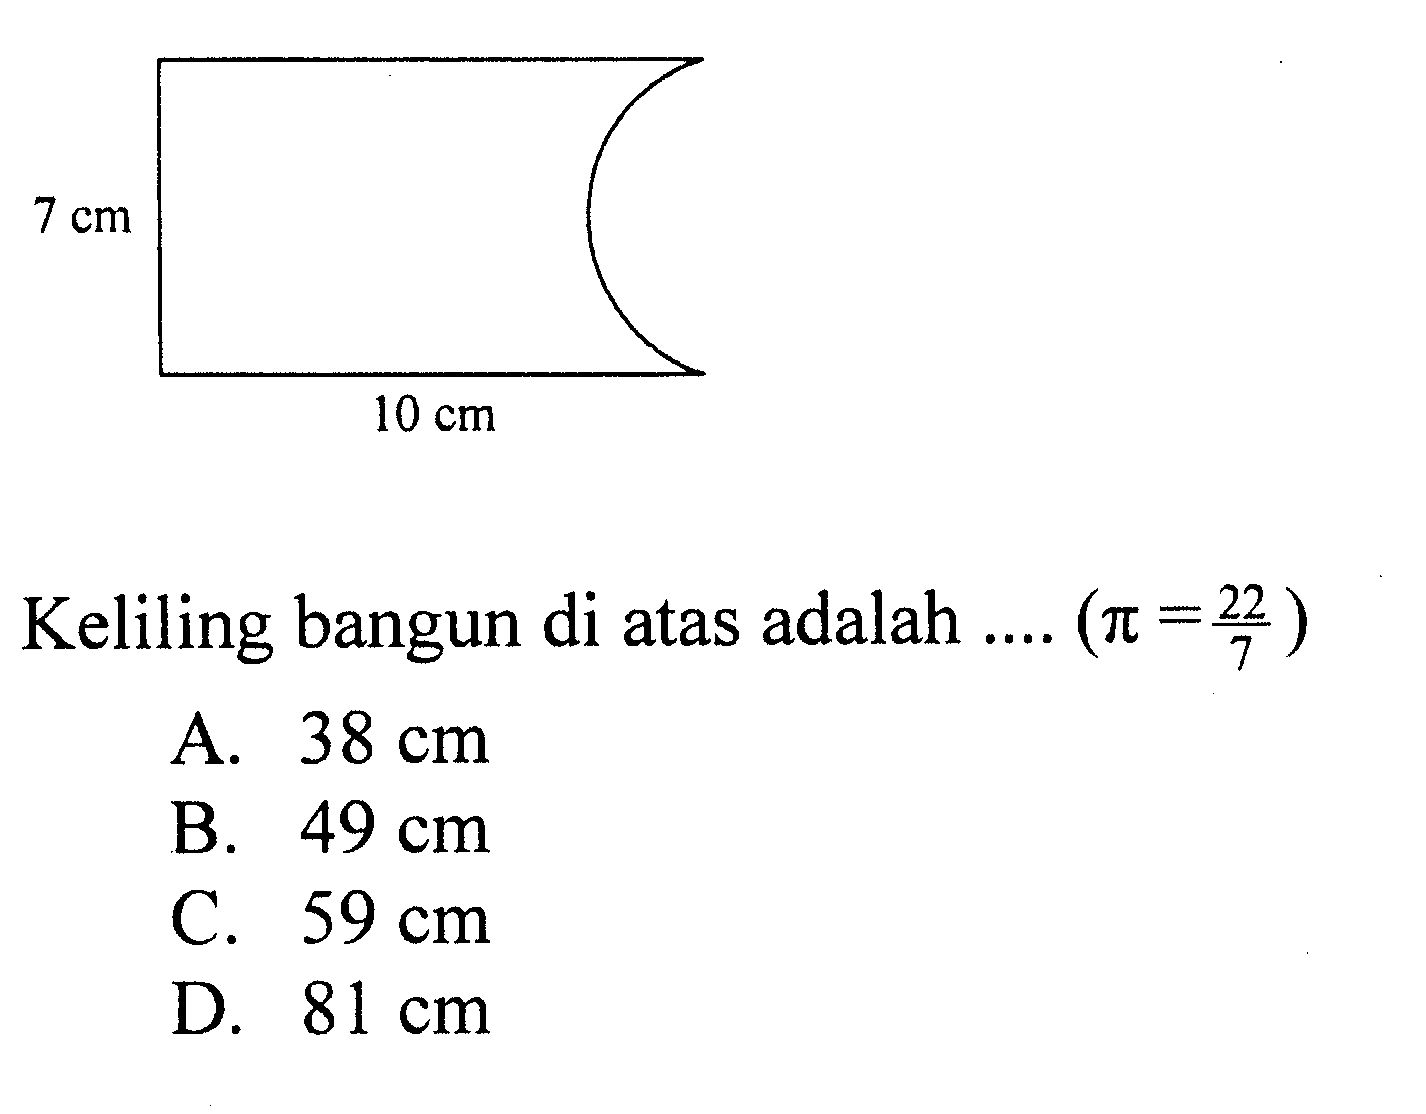 7 cm
10 cm
Keliling bangun di atas adalah .... (π = 22/7)
A. 38 cm
B. 49 cm
C. 59 cm
D. 81 cm